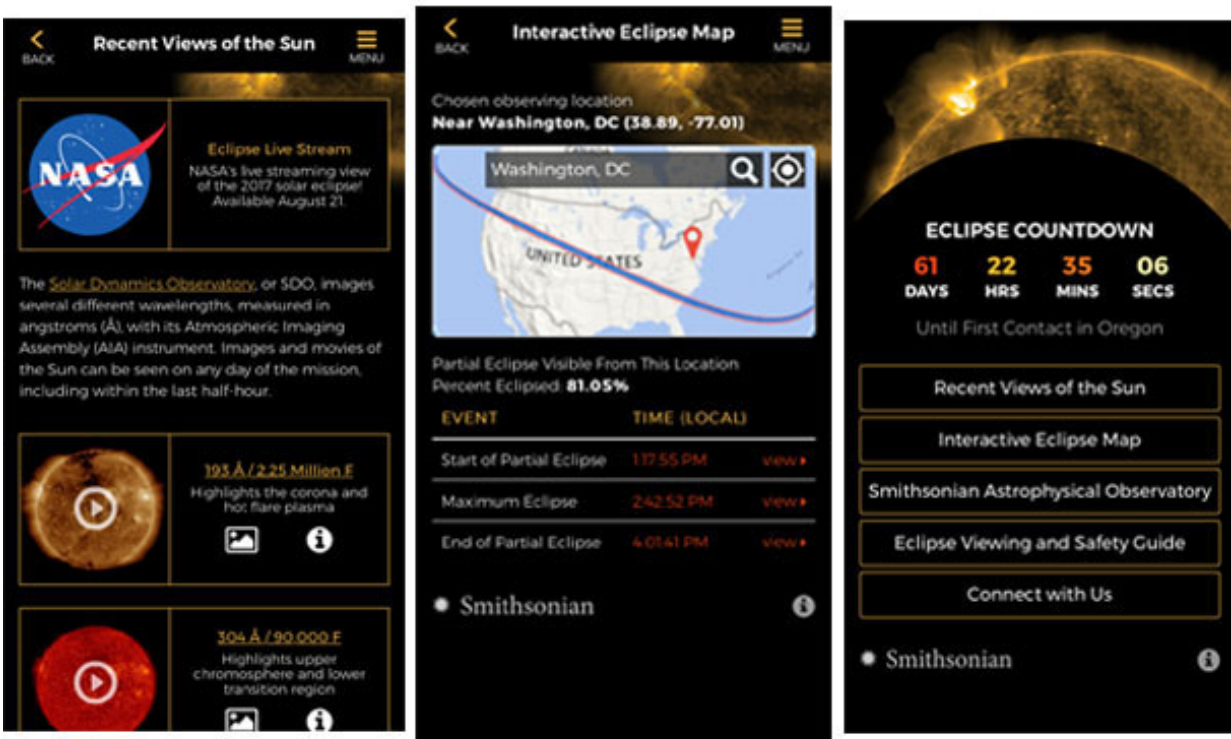 BACK
Recent Views of the Sun
MENU
NASA
Eclipse Live Stream
NASA's live streaming view
of the 2017 solar eclipse!
Available August 21.
The Solar Dynamics Observatory, or SDO, images
several different wavelengths, measured in
angstroms (Å), with its Atmospheric Imaging
Assembly (AIA) instrument. Images and movies of
the Sun can be seen on any day of the mission,
including within the last half-hour.
193 Å / 2.25 Million F
Highlights the corona and
hot flare plasma
304 Å / 90,000 F
Highlights upper
chromosphere and lower
transition region
BACK
Interactive Eclipse Map
MENU
Chosen observing location
Near Washington, DC (38.89, -77.01)
Washington, DC
UNITED STATES
Partial Eclipse Visible From This Location
Percent Eclipsed: 81.05%
EVENT TIME (LOCAL)
Start of Partial Eclipse 1:17:55 PM view
Maximum Eclipse 2:42:52 PM view
End of Partial Eclipse 4:01:41 PM view
Smithsonian
ECLIPSE COUNTDOWN
61 22 35 06
DAYS HRS MINS SECS
Until First Contact in Oregon
Recent Views of the Sun
Interactive Eclipse Map
Smithsonian Astrophysical Observatory
Eclipse Viewing and Safety Guide
Connect with Us
Smithsonian